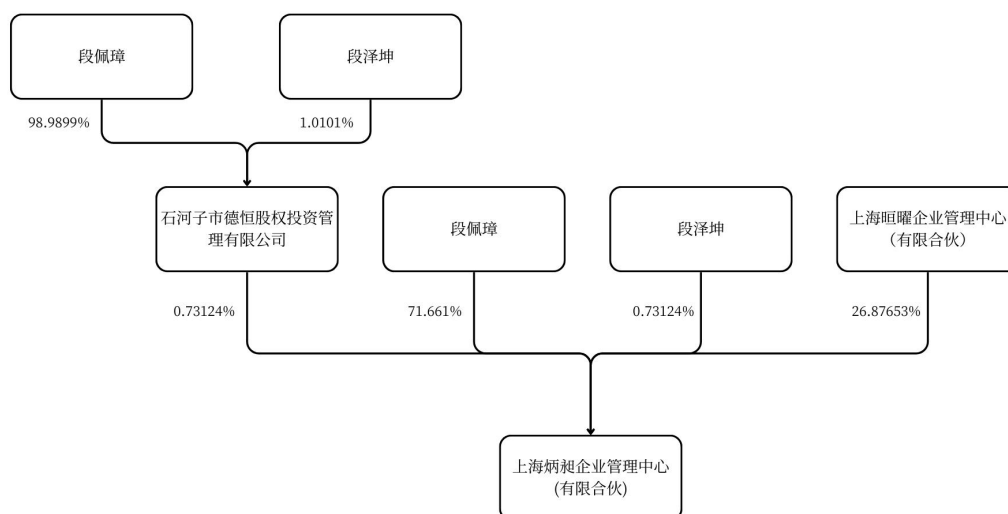 段佩璋
段泽坤
98.9899%
1.0101%
石河子市德恒股权投资管
理有限公司
段佩璋
段泽坤
上海晅曜企业管理中心
（有限合伙）
0.73124%
71.661%
0.73124%
26.87653%
上海炳昶企业管理中心
(有限合伙)